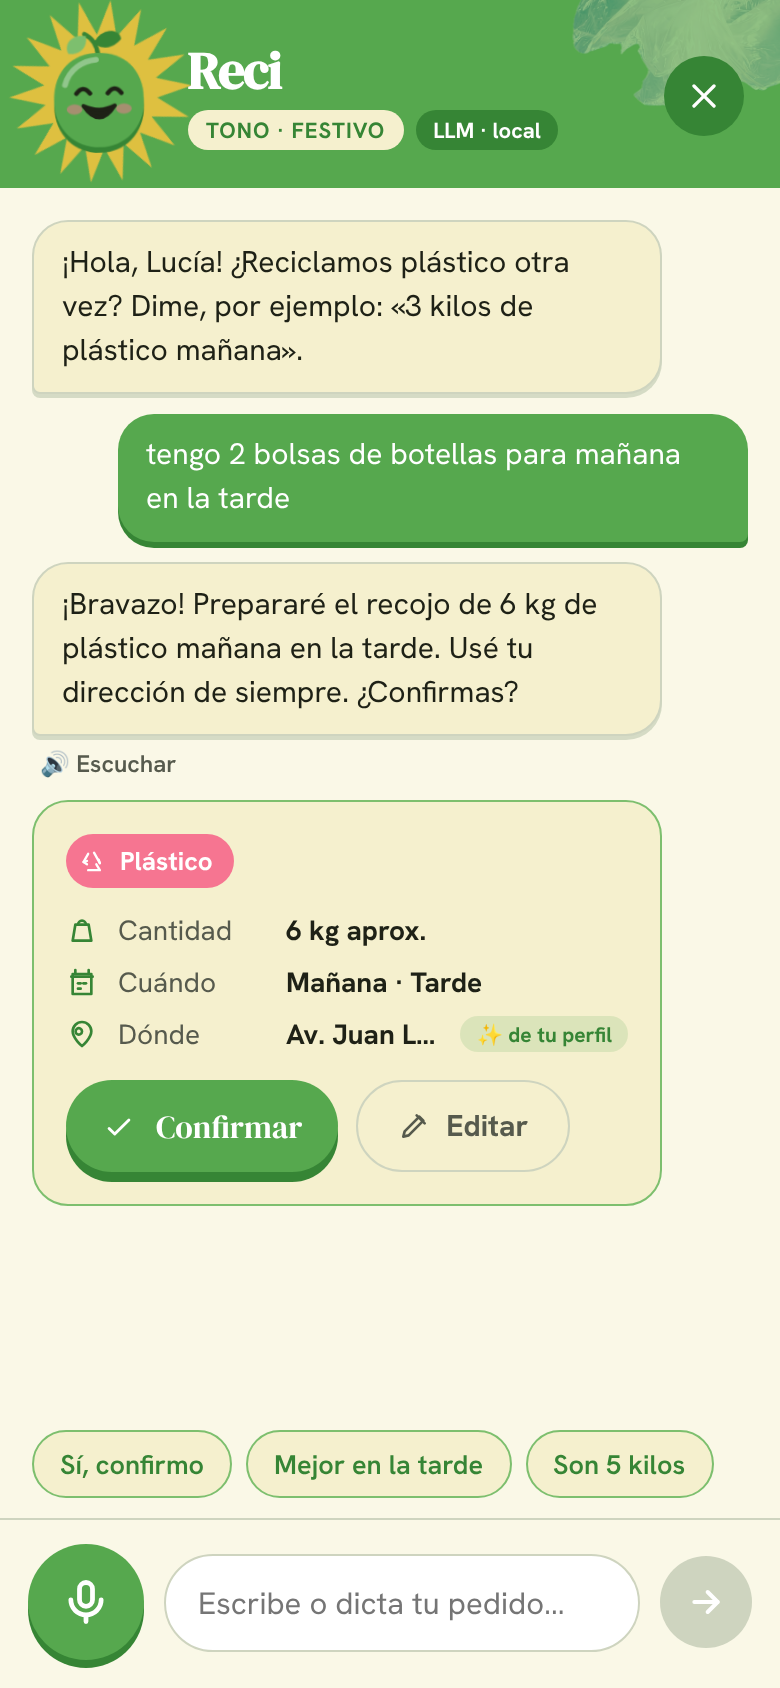 Reci
TONO · FESTIVO
LLM · local
¡Hola, Lucía! ¿Reciclamos plástico otra
vez? Dime, por ejemplo: «3 kilos de
plástico mañana».
tengo 2 bolsas de botellas para mañana
en la tarde
¡Bravazo! Prepararé el recojo de 6 kg de
plástico mañana en la tarde. Usé tu
dirección de siempre. ¿Confirmas?
🔊 Escuchar
Plástico
Cantidad 6 kg aprox.
Cuándo Mañana · Tarde
Dónde Av. Juan L... ✨ de tu perfil
Confirmar Editar
Sí, confirmo Mejor en la tarde Son 5 kilos
Escribe o dicta tu pedido...